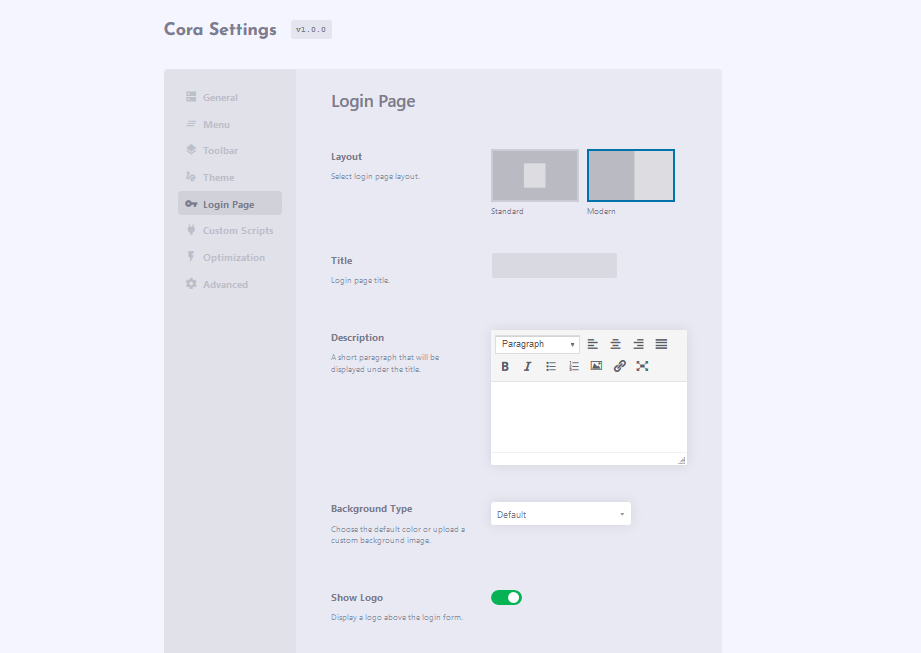 Cora Settings v1.0.0
General
Menu
Toolbar
Theme
Login Page
Custom Scripts
Optimization
Advanced
Login Page
Layout
Select login page layout.
Standard
Modern
Title
Login page title.
Description
A short paragraph that will be
displayed under the title.
Paragraph
B I
Background Type
Choose the default color or upload a
custom background image.
Default
Show Logo
Display a logo above the login form.